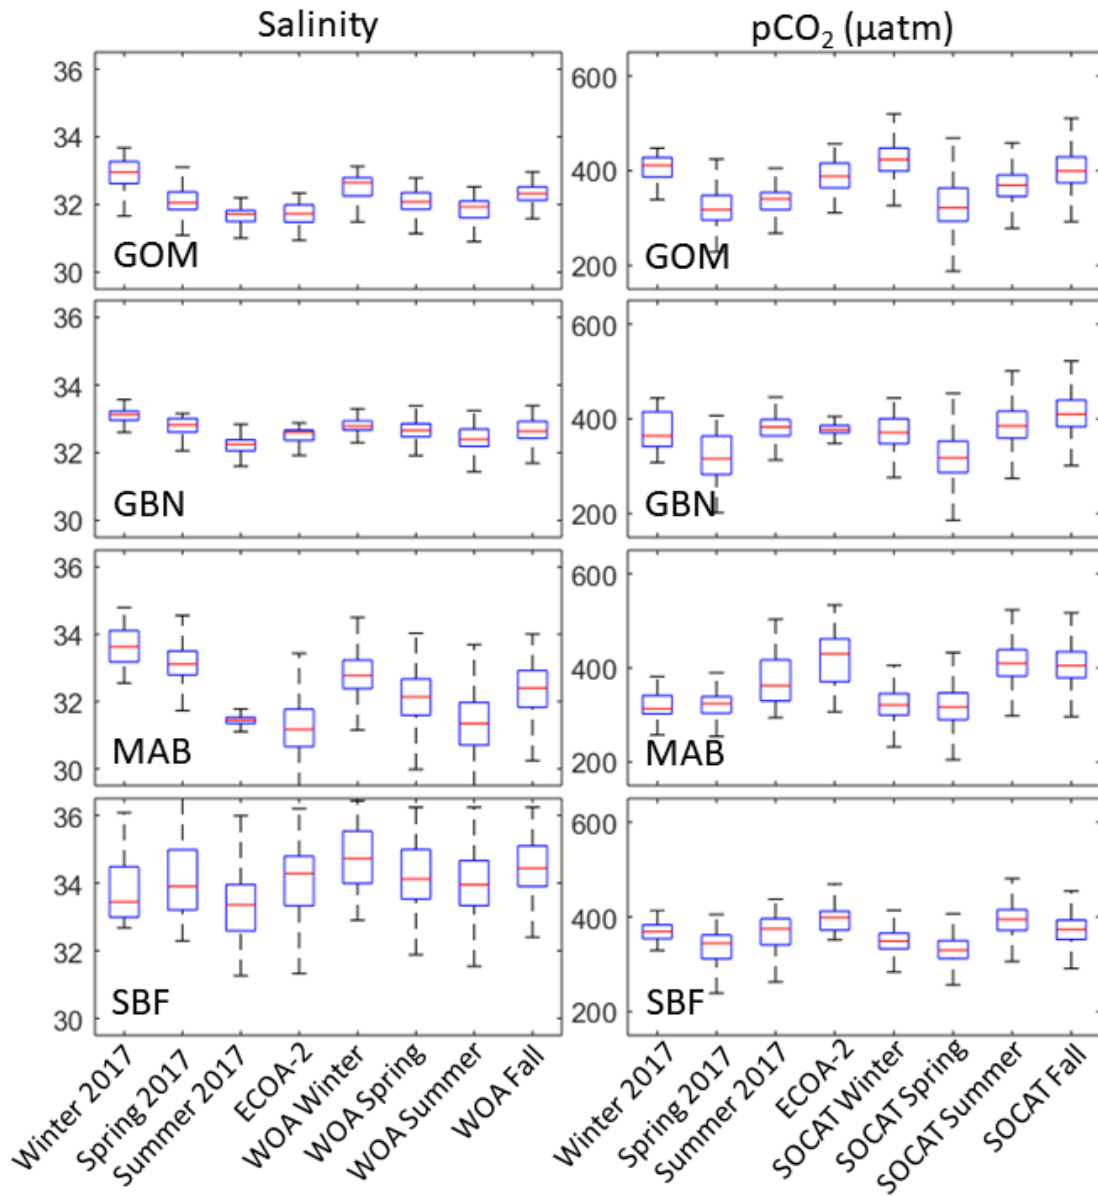 Salinity
pCO₂ (µatm)
36
34
32
30
GOM
600
400
200
GOM
36
34
32
30
GBN
600
400
200
GBN
36
34
32
30
MAB
600
400
200
MAB
36
34
32
30
SBF
600
400
200
SBF
Winter 2017
Spring 2017
Summer 2017
ECOA-2
WOA Winter
WOA Spring
WOA Summer
WOA Fall
Winter 2017
Spring 2017
Summer 2017
ECOA-2
SOCAT Winter
SOCAT Spring
SOCAT Summer
SOCAT Fall